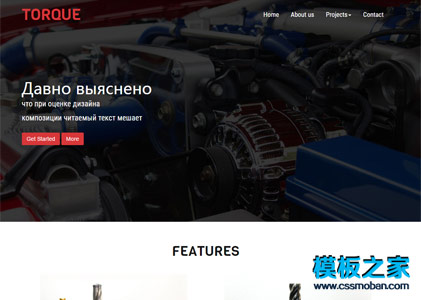 TORQUE
Home About us Projects Contact
Давно выяснено
что при оценке дизайна
композиции читаемый текст мешает
Get Started More
FEATURES
模板之家
www.cssmoban.com